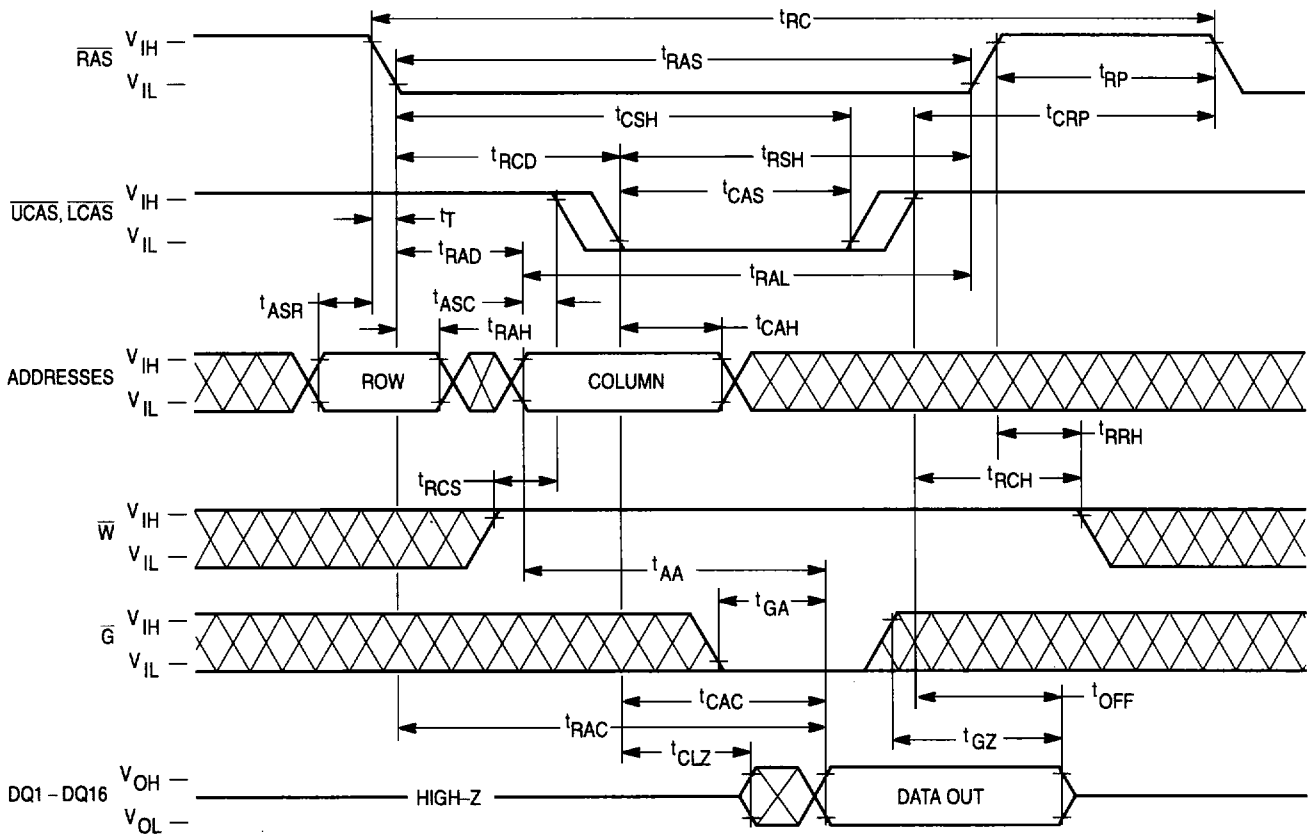 tRC
RAS
VIH
VIL
tRAS
tRP
tCSH
tCRP
tRCD
tRSH
UCAS, LCAS
VIH
VIL
tCAS
tT
tRAD
tRAL
tASR
tASC
tRAH
tCAH
ADDRESSES
VIH
VIL
ROW
COLUMN
tRRH
tRCS
tRCH
W
VIH
VIL
tAA
tGA
G
VIH
VIL
tCAC
tOFF
tRAC
tGZ
tCLZ
DQ1 – DQ16
VOH
VOL
HIGH–Z
DATA OUT